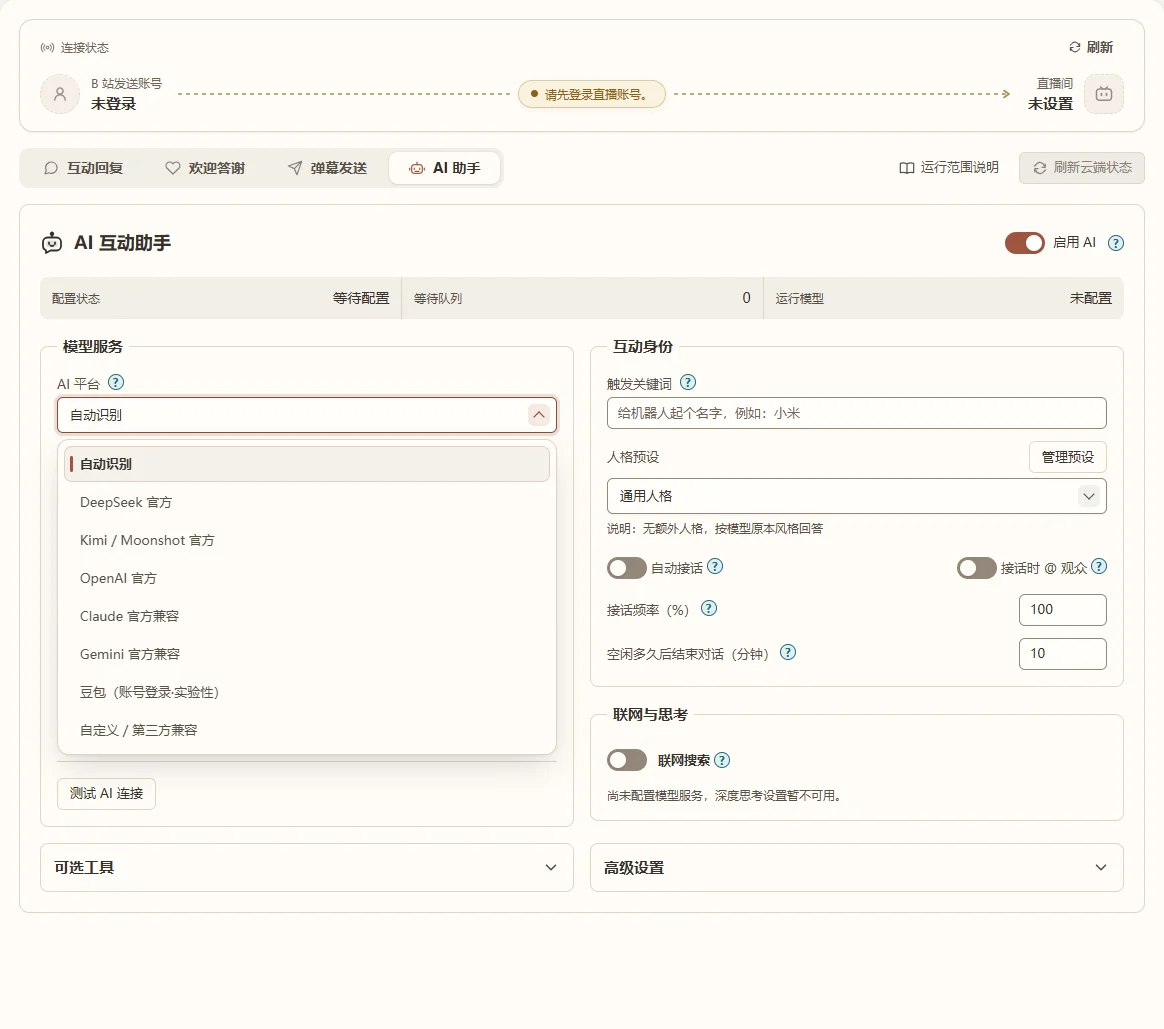 连接状态
刷新
B 站发送账号
未登录
请先登录直播账号。
直播间
未设置
互动回复
欢迎答谢
弹幕发送
AI 助手
运行范围说明
刷新云端状态
AI 互动助手
启用 AI ?
配置状态 等待配置
等待队列 0
运行模型 未配置
模型服务
AI 平台 ?
自动识别
自动识别
DeepSeek 官方
Kimi / Moonshot 官方
OpenAI 官方
Claude 官方兼容
Gemini 官方兼容
豆包（账号登录·实验性）
自定义 / 第三方兼容
测试 AI 连接
互动身份
触发关键词 ?
给机器人起个名字，例如：小米
人格预设
管理预设
通用人格
说明：无额外人格，按模型原本风格回答
自动接话 ?
接话时 @ 观众 ?
接话频率（%） ?
100
空闲多久后结束对话（分钟） ?
10
联网与思考
联网搜索 ?
尚未配置模型服务，深度思考设置暂不可用。
可选工具
高级设置